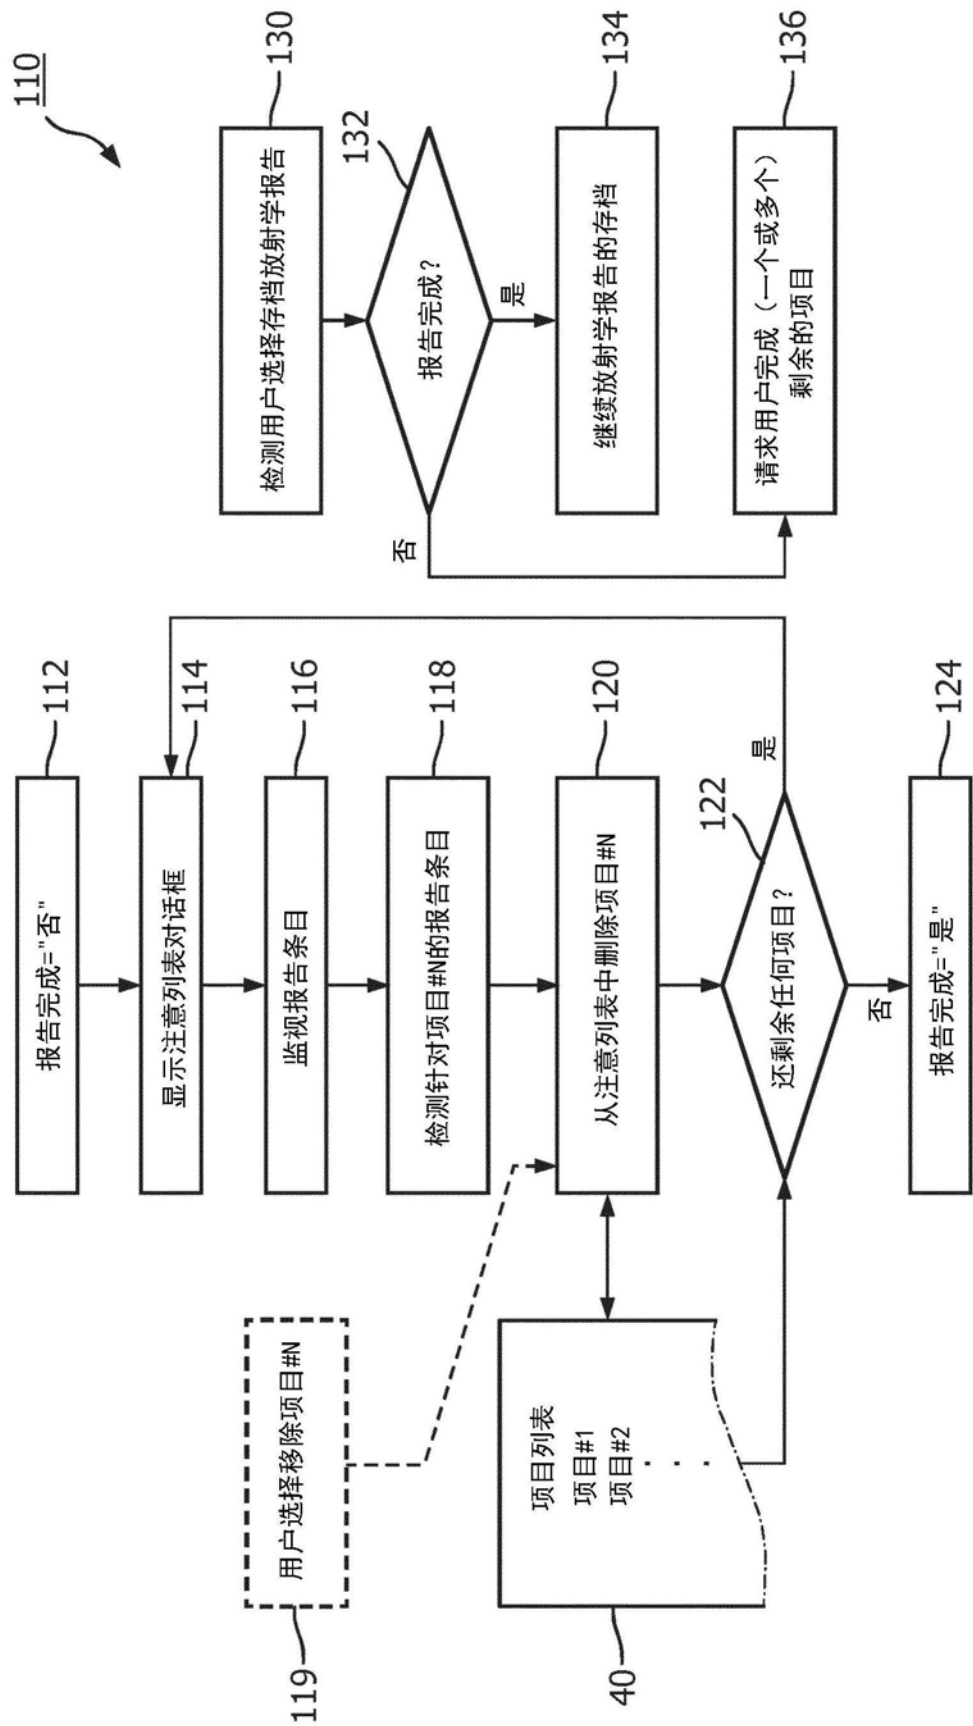 110
报告完成="否"
112
显示注意列表对话框
114
监视报告条目
116
检测针对项目#N的报告条目
118
用户选择移除项目#N
119
从注意列表中删除项目#N
120
项目列表
项目#1
项目#2
40
还剩余任何项目?
122
是
否
报告完成="是"
124
检测用户选择存档放射学报告
130
报告完成?
132
是
否
继续放射学报告的存档
134
请求用户完成(一个或多个)
剩余的项目
136